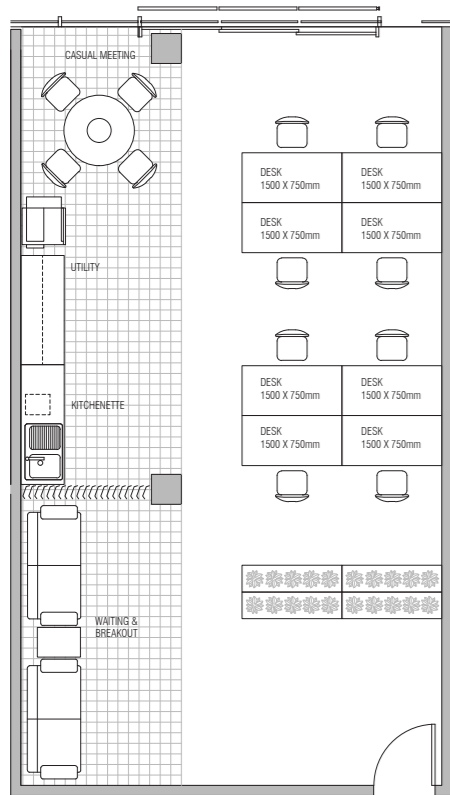 CASUAL MEETING
DESK
1500 X 750mm
DESK
1500 X 750mm
DESK
1500 X 750mm
DESK
1500 X 750mm
UTILITY
DESK
1500 X 750mm
DESK
1500 X 750mm
KITCHENETTE
DESK
1500 X 750mm
DESK
1500 X 750mm
WAITING &
BREAKOUT